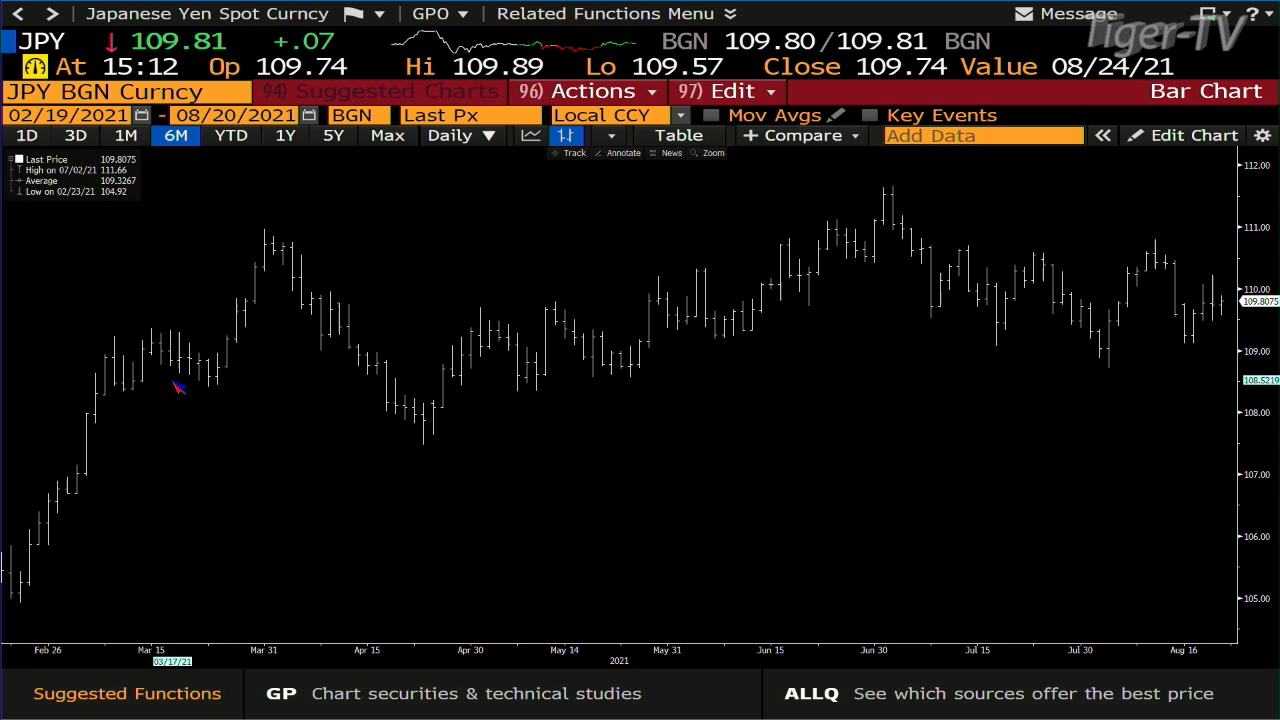 < > Japanese Yen Spot Curncy GPO Related Functions Menu Message ?
Tiger-TV
JPY ↓ 109.81 +.07 BGN 109.80/109.81 BGN
At 15:12 Op 109.74 Hi 109.89 Lo 109.57 Close 109.74 Value 08/24/21
JPY BGN Curncy 94) Suggested Charts 96) Actions 97) Edit Bar Chart
02/19/2021 - 08/20/2021 BGN Last Px Local CCY Mov Avgs Key Events
1D 3D 1M 6M YTD 1Y 5Y Max Daily ▼ Table + Compare Add Data « Edit Chart
Track Annotate News Zoom
Last Price 109.8075
High on 07/02/21 111.66
Average 109.3267
Low on 02/23/21 104.92
112.00
111.00
110.00
109.8075
109.00
108.5219
108.00
107.00
106.00
105.00
Feb 26 Mar 15 Mar 31 Apr 15 Apr 30 May 14 May 31 Jun 15 Jun 30 Jul 15 Jul 30 Aug 16
03/17/21 2021
Suggested Functions GP Chart securities & technical studies ALLQ See which sources offer the best price